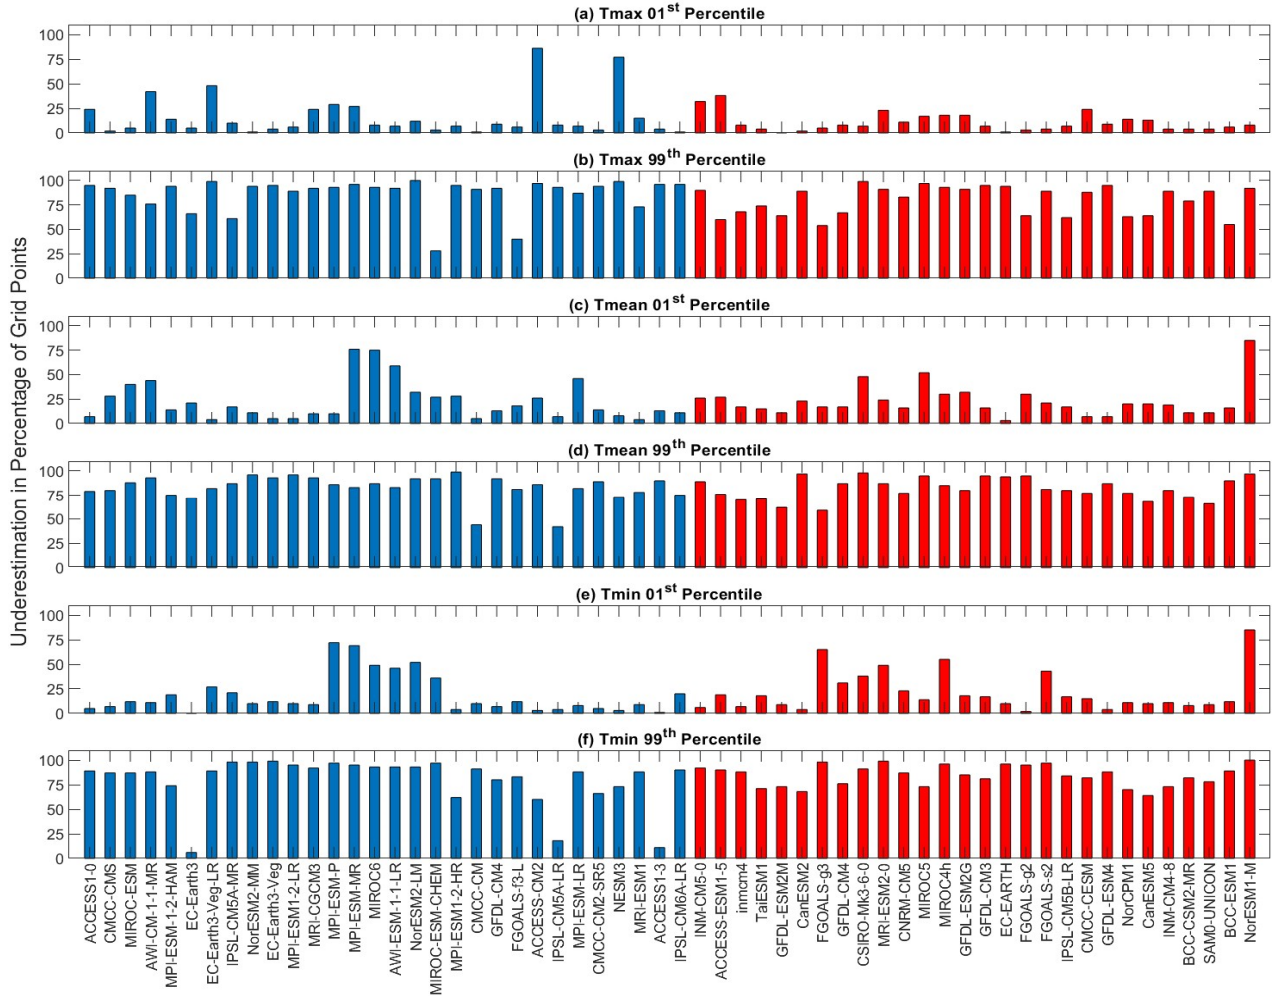 (a) Tmax 01st Percentile
100
75
50
25
0
(b) Tmax 99th Percentile
100
75
50
25
0
(c) Tmean 01st Percentile
100
75
50
25
0
(d) Tmean 99th Percentile
100
75
50
25
0
(e) Tmin 01st Percentile
100
75
50
25
0
(f) Tmin 99th Percentile
100
75
50
25
0
Underestimation in Percentage of Grid Points
ACCESS1-0
CMCC-CMS
MIROC-ESM
AWI-CM-1-1-MR
MPI-ESM-1-2-HAM
EC-Earth3
EC-Earth3-Veg-LR
IPSL-CM5A-MR
NorESM2-MM
EC-Earth3-Veg
MPI-ESM1-2-LR
MRI-CGCM3
MPI-ESM-P
MPI-ESM-MR
MIROC6
AWI-ESM-1-1-LR
NorESM2-LM
MIROC-ESM-CHEM
MPI-ESM1-2-HR
CMCC-CM
GFDL-CM4
FGOALS-f3-L
ACCESS-CM2
IPSL-CM5A-LR
MPI-ESM-LR
CMCC-CM2-SR5
NESM3
MRI-ESM1
ACCESS1-3
IPSL-CM6A-LR
INM-CM5-0
ACCESS-ESM1-5
inmcm4
TaiESM1
GFDL-ESM2M
CanESM2
FGOALS-g3
GFDL-CM4
CSIRO-Mk3-6-0
MRI-ESM2-0
CNRM-CM5
MIROC5
MIROC4h
GFDL-ESM2G
GFDL-CM3
EC-EARTH
FGOALS-g2
FGOALS-s2
IPSL-CM5B-LR
CMCC-CESM
GFDL-ESM4
NorCPM1
CanESM5
INM-CM4-8
BCC-CSM2-MR
SAM0-UNICON
BCC-ESM1
NorESM1-M